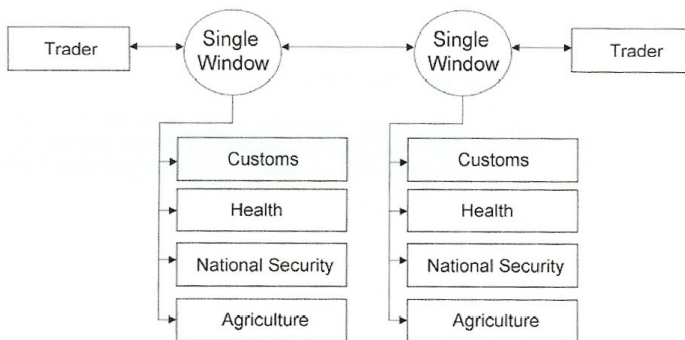 Trader
Single
Window
Single
Window
Trader
Customs
Health
National Security
Agriculture
Customs
Health
National Security
Agriculture